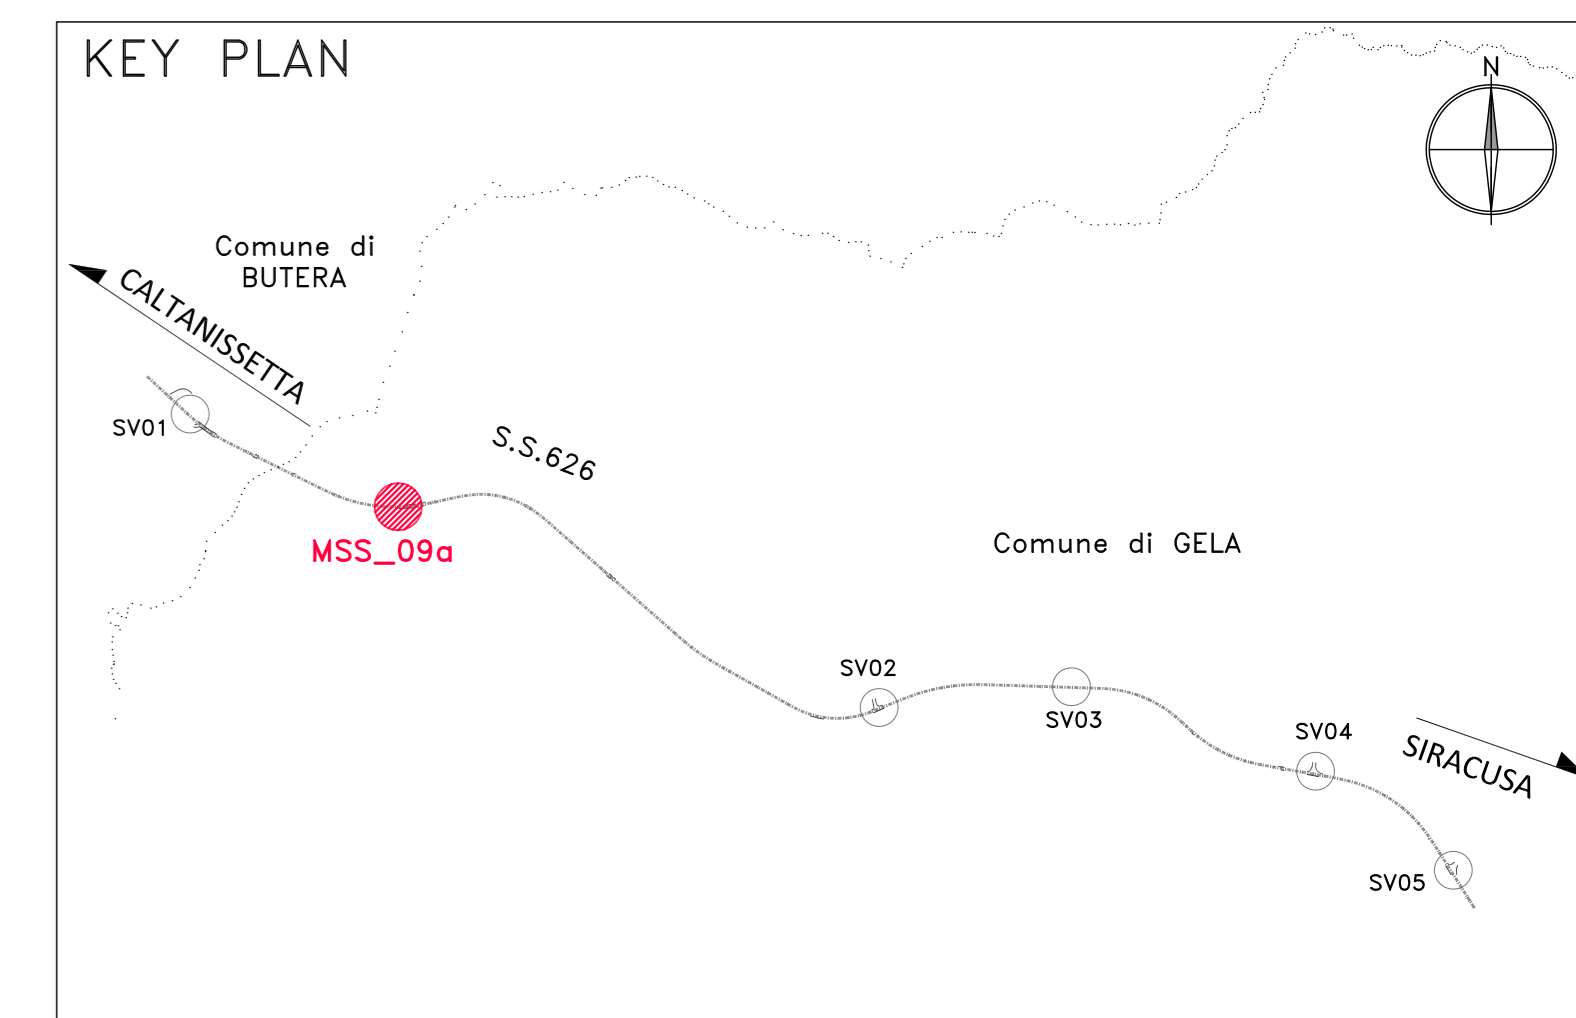 KEY PLAN
N
Comune di
BUTERA
CALTANISSETTA
SV01
S.S.626
MSS_09a
Comune di GELA
SV02
SV03
SV04
SIRACUSA
SV05